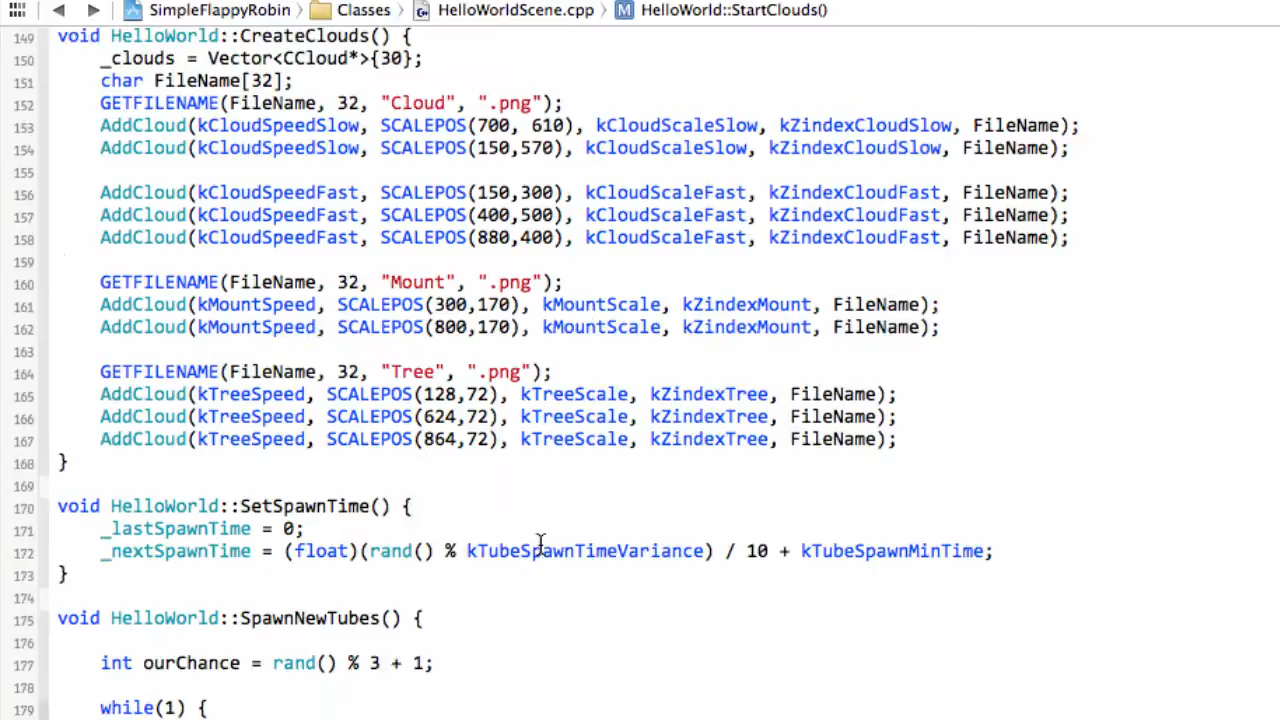 SimpleFlappyRobin Classes HelloWorldScene.cpp M HelloWorld::StartClouds()
149 void HelloWorld::CreateClouds() {
150 _clouds = Vector<CCloud*>{30};
151 char FileName[32];
152 GETFILENAME(FileName, 32, "Cloud", ".png");
153 AddCloud(kCloudSpeedSlow, SCALEPOS(700, 610), kCloudScaleSlow, kZindexCloudSlow, FileName);
154 AddCloud(kCloudSpeedSlow, SCALEPOS(150,570), kCloudScaleSlow, kZindexCloudSlow, FileName);
155
156 AddCloud(kCloudSpeedFast, SCALEPOS(150,300), kCloudScaleFast, kZindexCloudFast, FileName);
157 AddCloud(kCloudSpeedFast, SCALEPOS(400,500), kCloudScaleFast, kZindexCloudFast, FileName);
158 AddCloud(kCloudSpeedFast, SCALEPOS(880,400), kCloudScaleFast, kZindexCloudFast, FileName);
159
160 GETFILENAME(FileName, 32, "Mount", ".png");
161 AddCloud(kMountSpeed, SCALEPOS(300,170), kMountScale, kZindexMount, FileName);
162 AddCloud(kMountSpeed, SCALEPOS(800,170), kMountScale, kZindexMount, FileName);
163
164 GETFILENAME(FileName, 32, "Tree", ".png");
165 AddCloud(kTreeSpeed, SCALEPOS(128,72), kTreeScale, kZindexTree, FileName);
166 AddCloud(kTreeSpeed, SCALEPOS(624,72), kTreeScale, kZindexTree, FileName);
167 AddCloud(kTreeSpeed, SCALEPOS(864,72), kTreeScale, kZindexTree, FileName);
168 }
169
170 void HelloWorld::SetSpawnTime() {
171 _lastSpawnTime = 0;
172 _nextSpawnTime = (float)(rand() % kTubeSpawnTimeVariance) / 10 + kTubeSpawnMinTime;
173 }
174
175 void HelloWorld::SpawnNewTubes() {
176
177 int ourChance = rand() % 3 + 1;
178
179 while(1) {